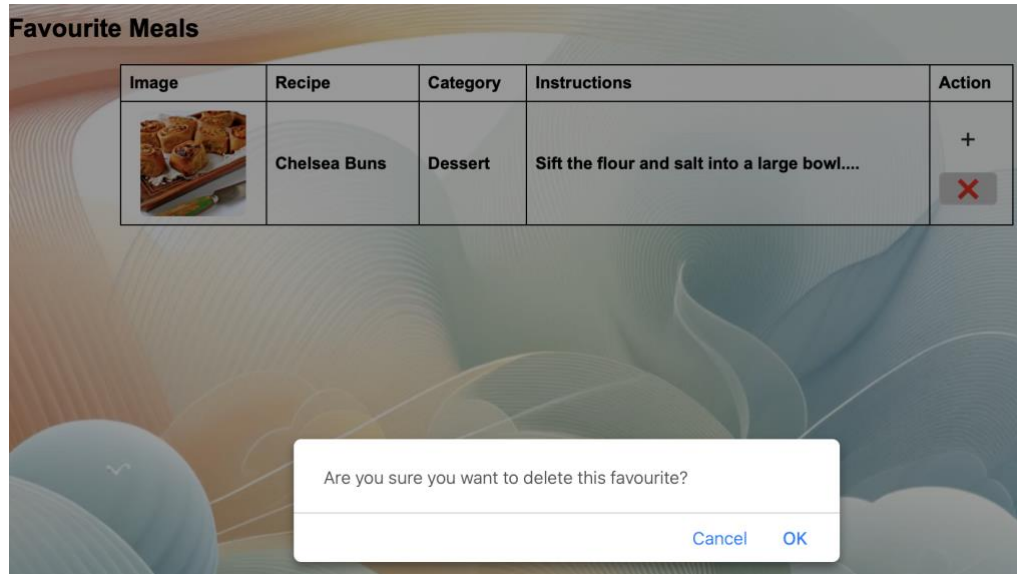 Favourite Meals
Image Recipe Category Instructions Action
Chelsea Buns Dessert Sift the flour and salt into a large bowl....
+
Are you sure you want to delete this favourite?
Cancel OK